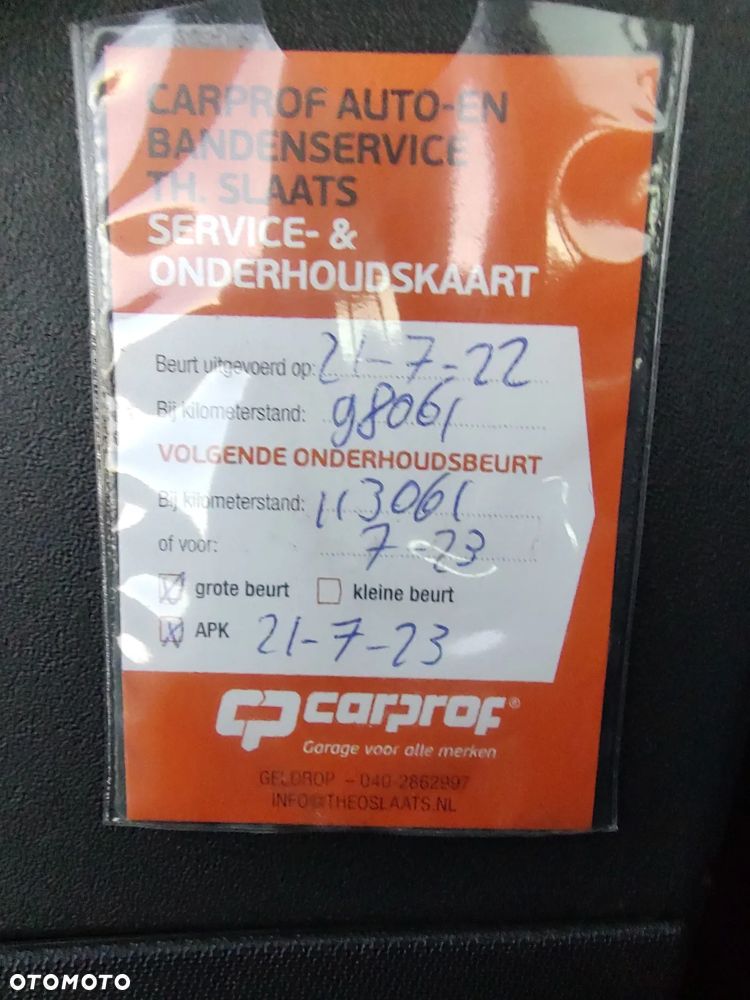 CARPROF AUTO-EN
BANDENSERVICE
TH. SLAATS
SERVICE- &
ONDERHOUDSKAART
Beurt uitgevoerd op: 21-7-22
Bij kilometerstand: 98061
VOLGENDE ONDERHOUDSBEURT
Bij kilometerstand: 113061
of voor: 7-23
grote beurt kleine beurt
APK 21-7-23
CP carprof®
Garage voor alle merken
GELDROP - 040-2862997
INFO@THEOSLAATS.NL
OTOMOTO